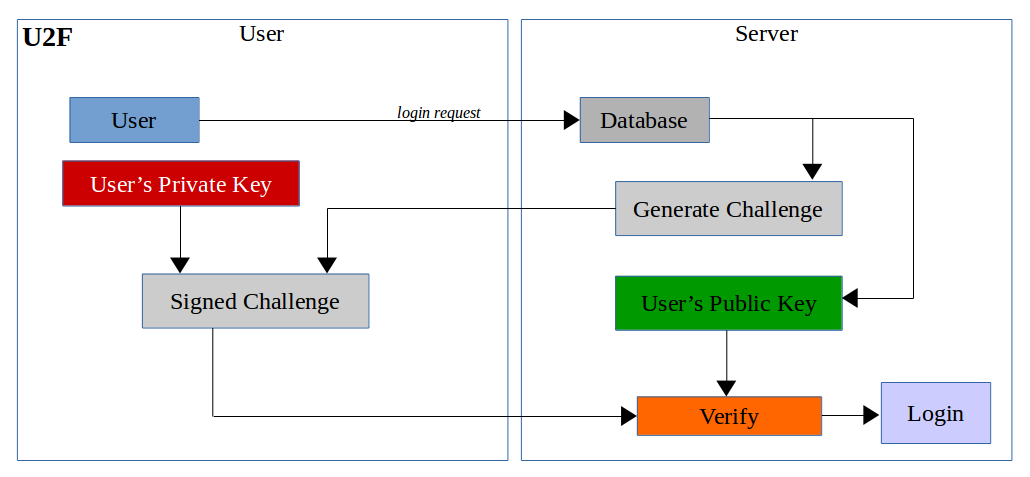 U2F
User
Server
User
login request
Database
User’s Private Key
Generate Challenge
Signed Challenge
User’s Public Key
Verify
Login